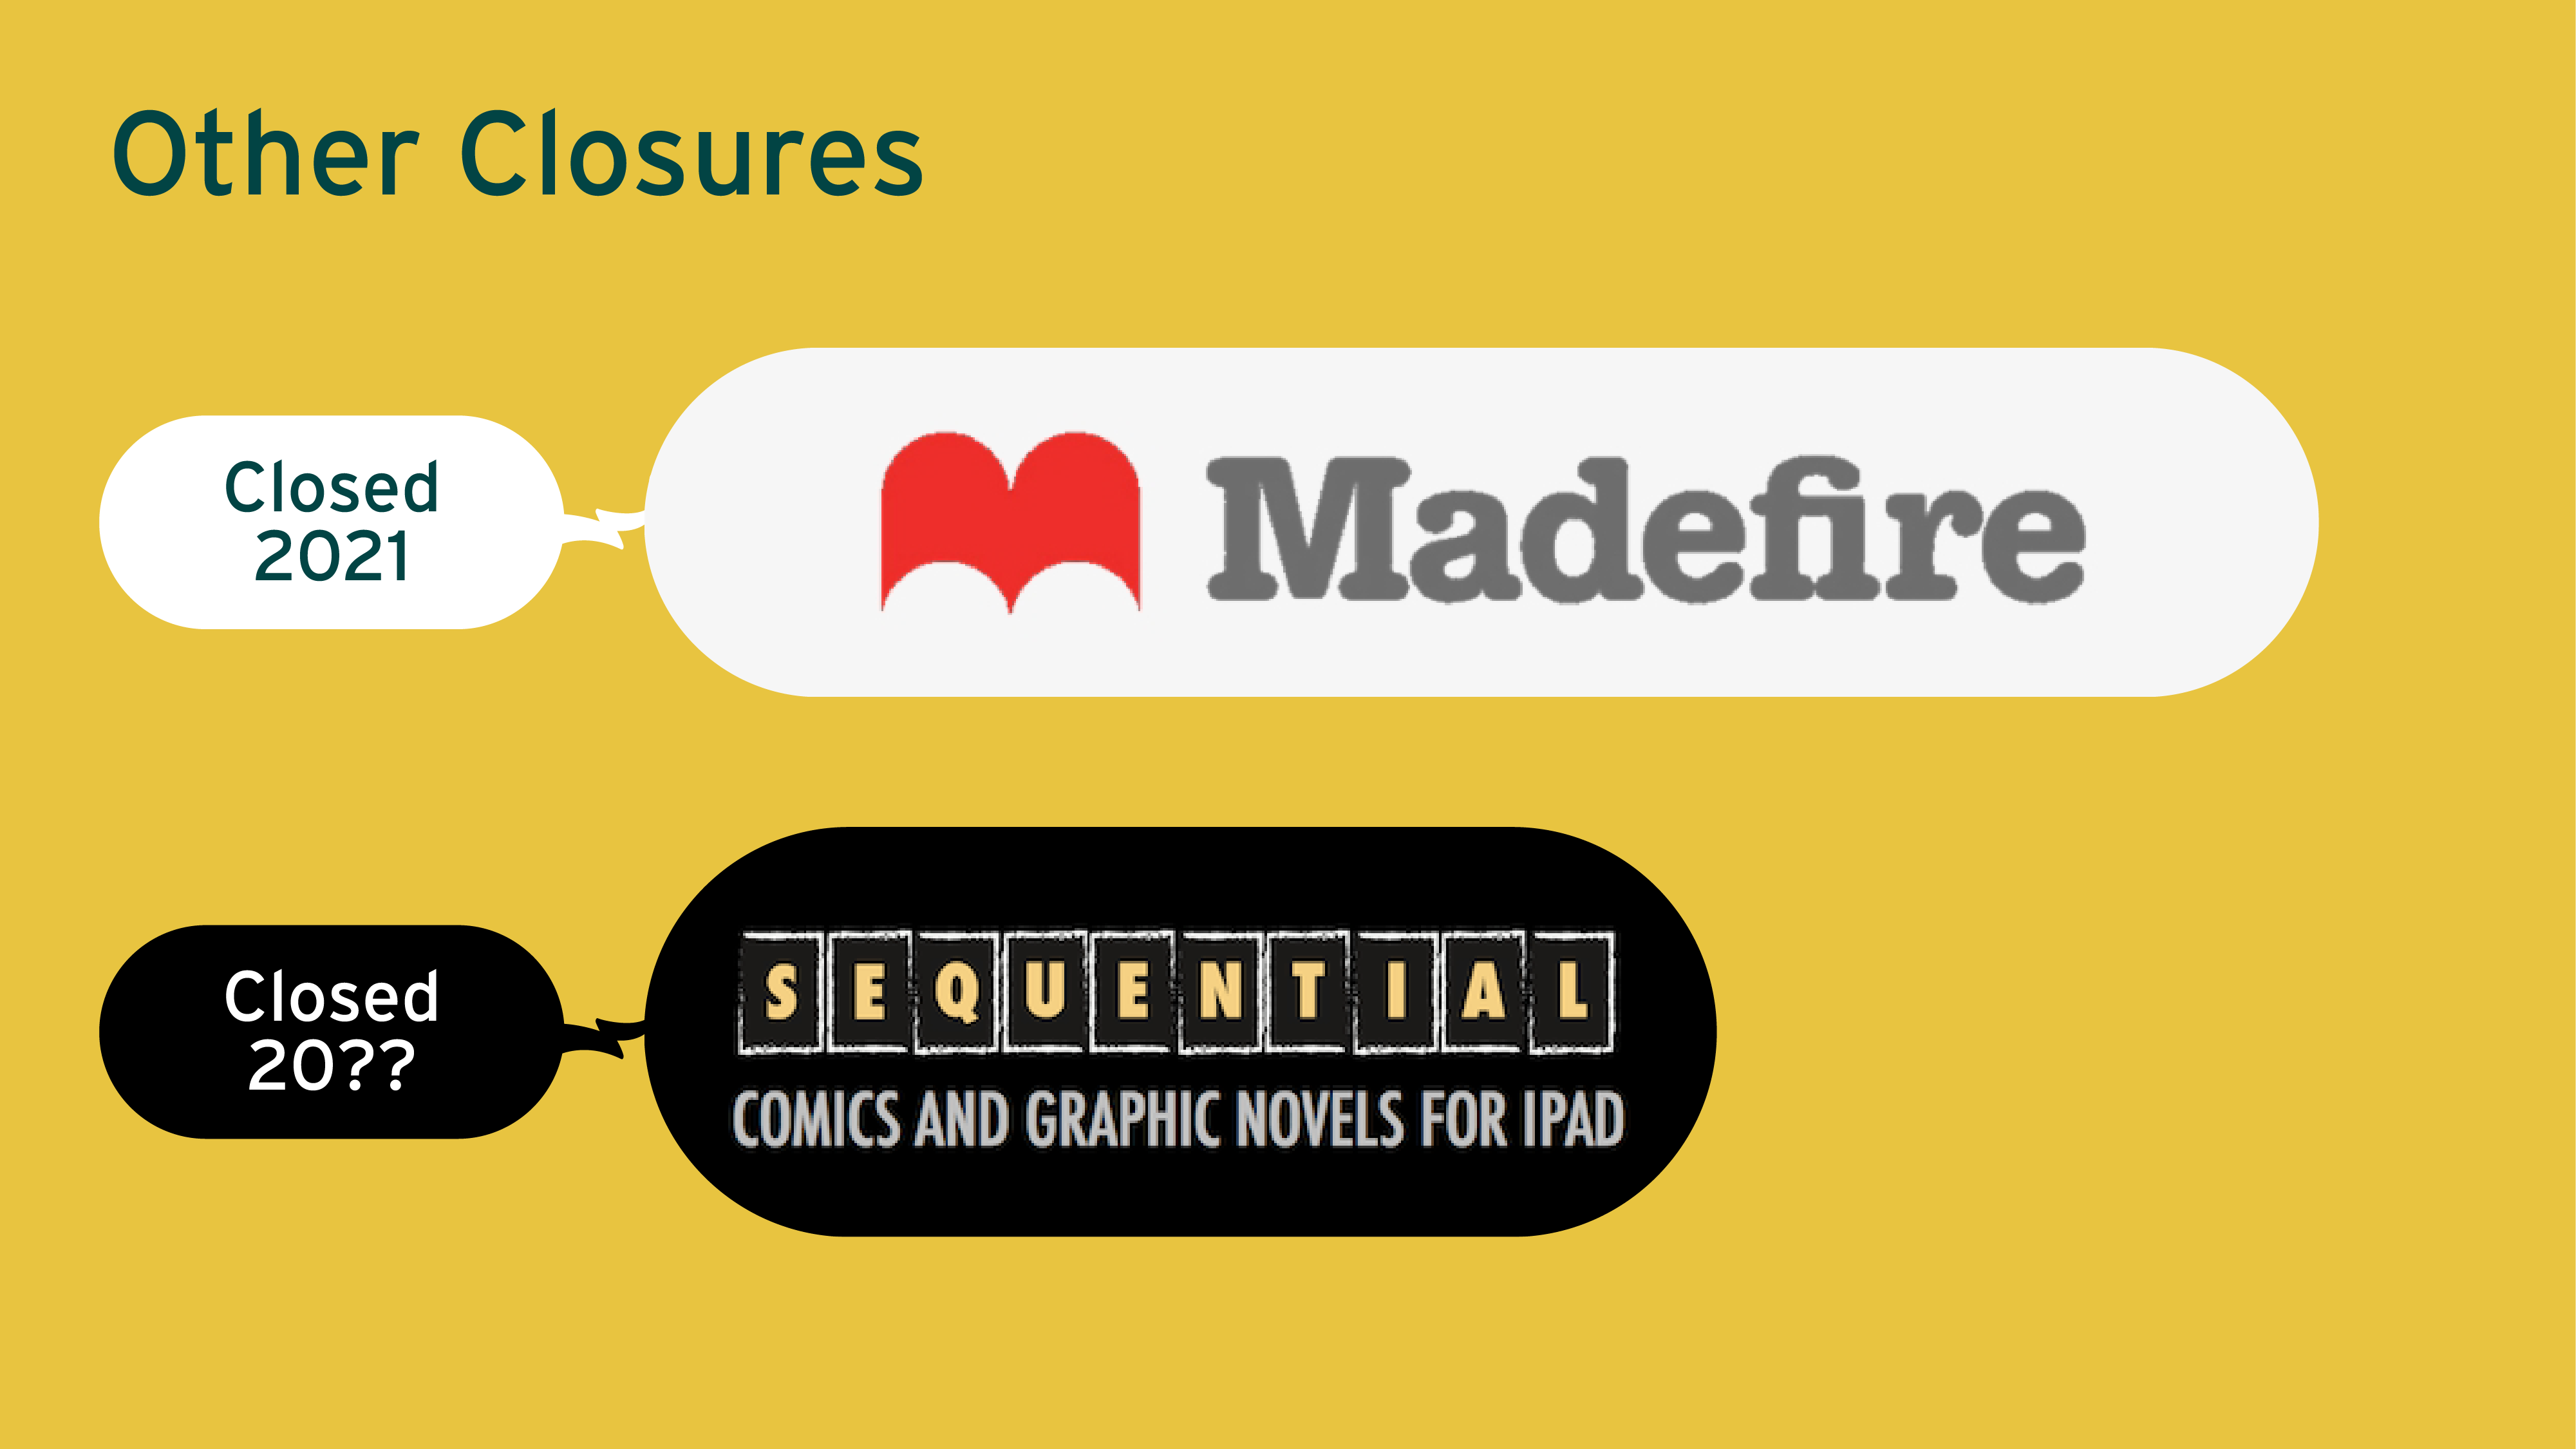 Other Closures
Closed
2021
Madefire
Closed
20??
SEQUENTIAL
COMICS AND GRAPHIC NOVELS FOR IPAD